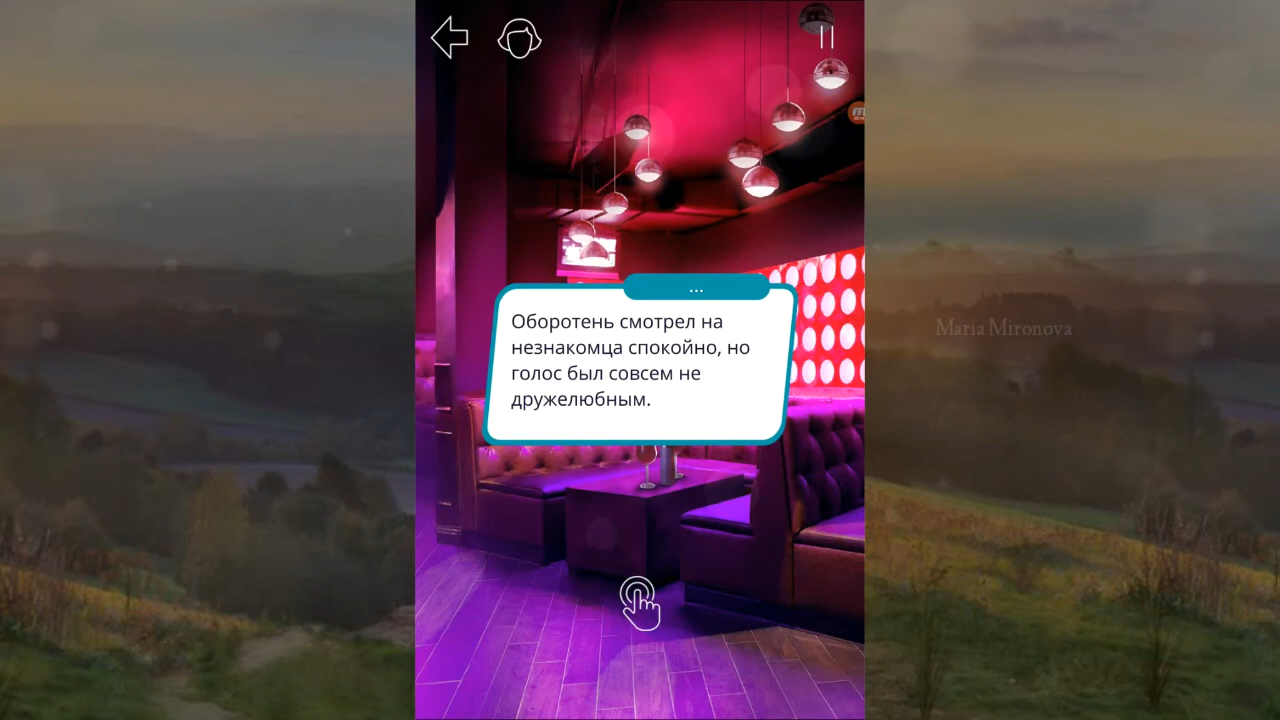 ...
Оборотень смотрел на
незнакомца спокойно, но
голос был совсем не
дружелюбным.
Maria Mironova